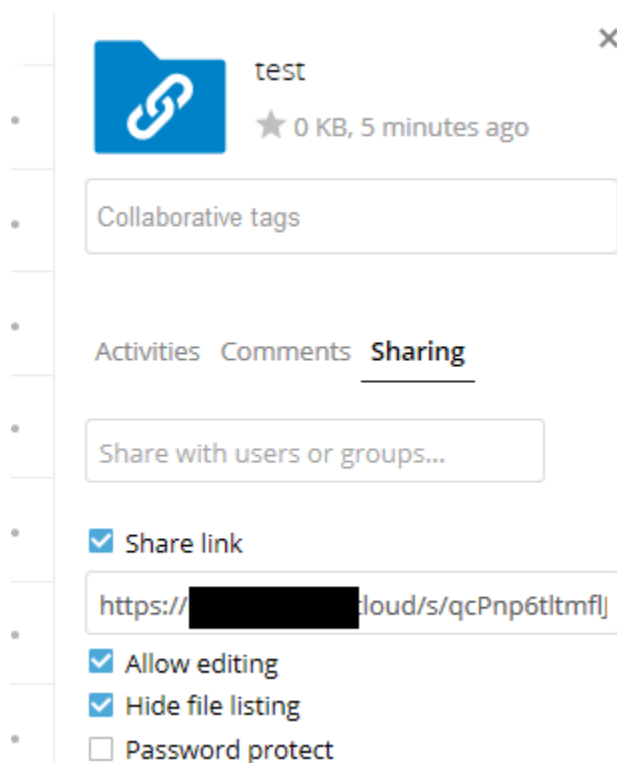 test
0 KB, 5 minutes ago
Collaborative tags
Activities Comments Sharing
Share with users or groups...
Share link
https:// cloud/s/qcPnp6tltmflJ
Allow editing
Hide file listing
Password protect